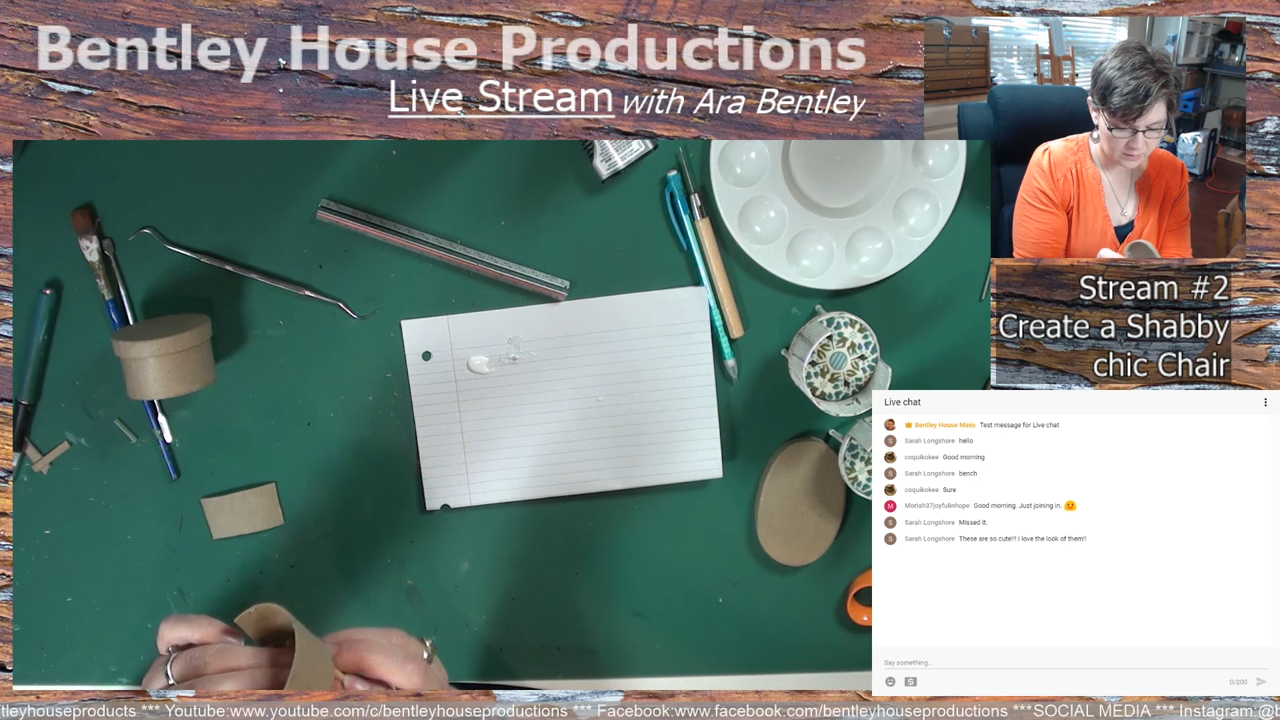 Bentley House Productions
Live Stream with Ara Bentley
Stream #2
Create a Shabby
chic Chair
Live chat
Bentley House Minis Test message for Live chat
S Sarah Longshore hello
coquikokee Good morning
S Sarah Longshore bench
coquikokee Sure
M Moriah37joyfulinhope Good morning. Just joining in.
S Sarah Longshore Missed it.
S Sarah Longshore These are so cute!!! I love the look of them!!
Say something...
0/200
tleyhouseproducts *** Youtube:www.youtube.com/c/bentleyhouseproductions *** Facebook:www.facebook.com/bentleyhouseproductions ***SOCIAL MEDIA *** Instagram:@